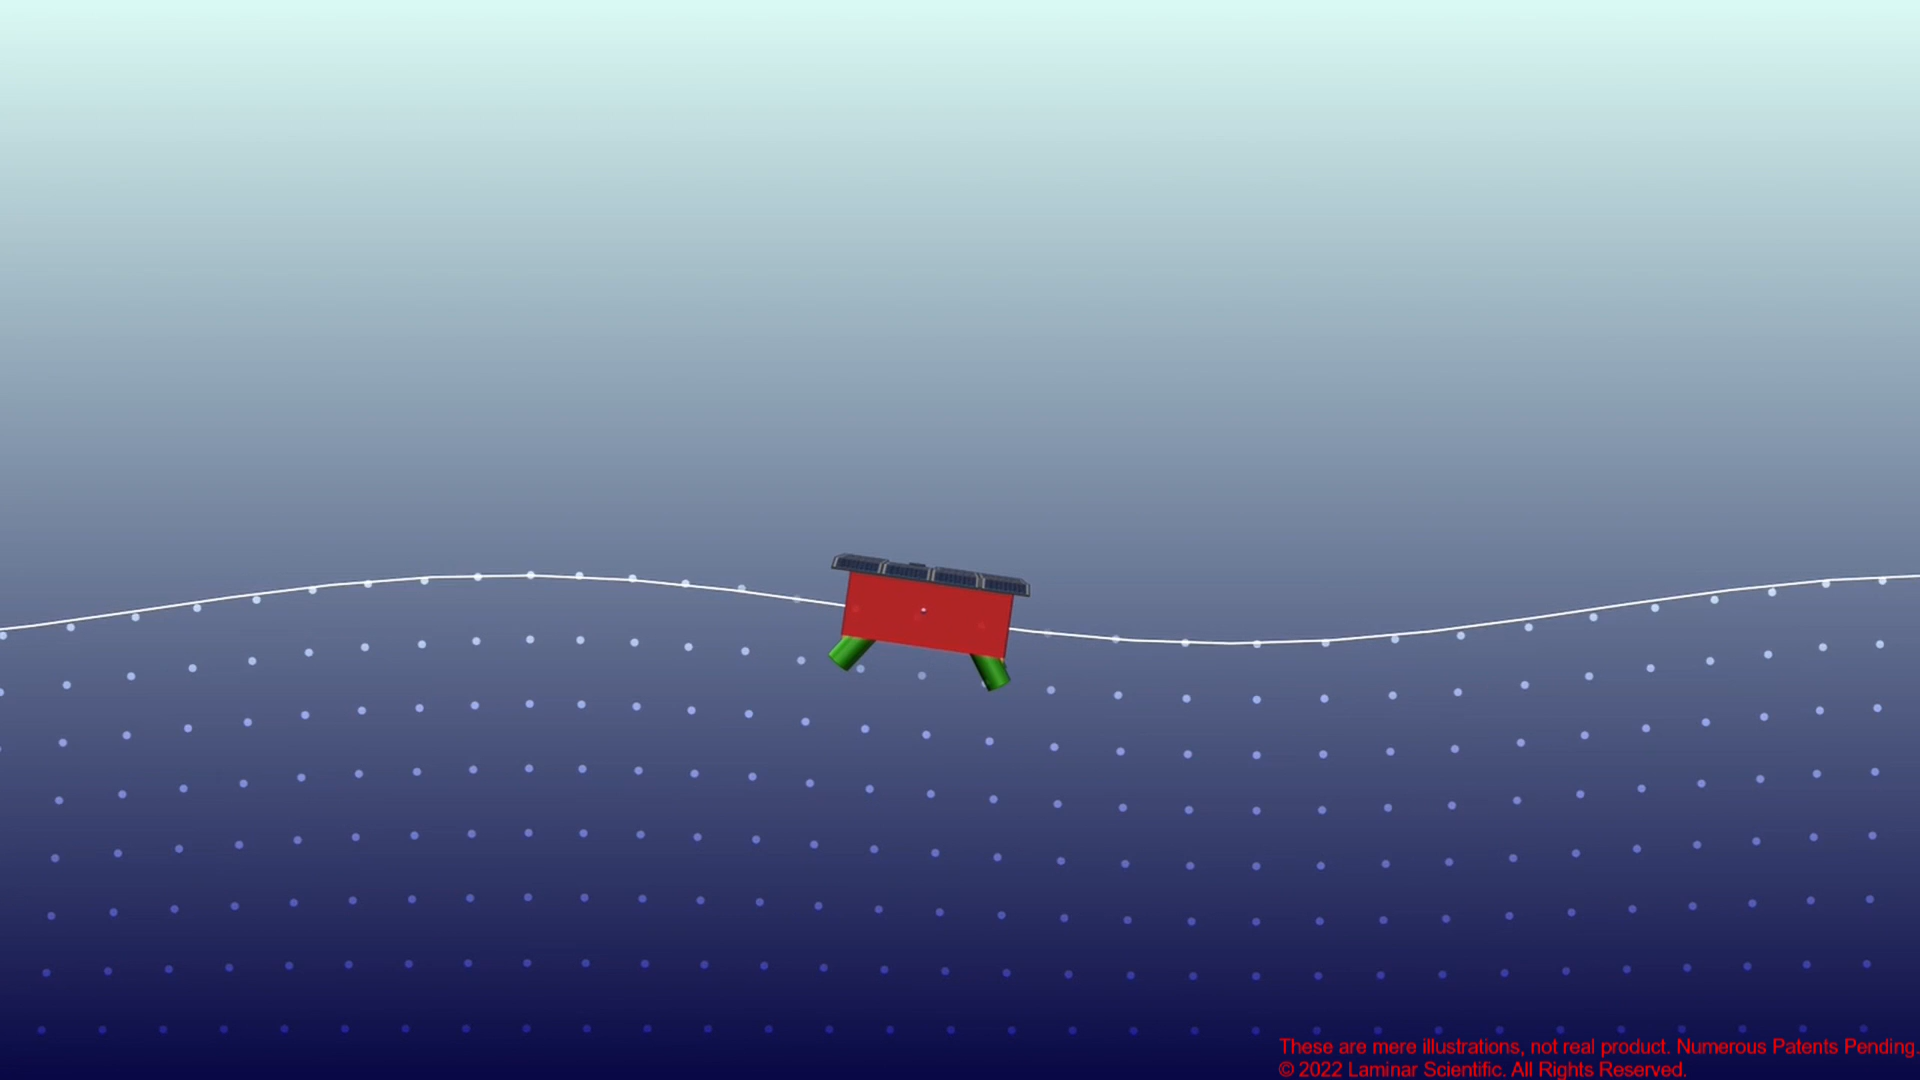 These are mere illustrations, not real product. Numerous Patents Pending.
© 2022 Laminar Scientific. All Rights Reserved.